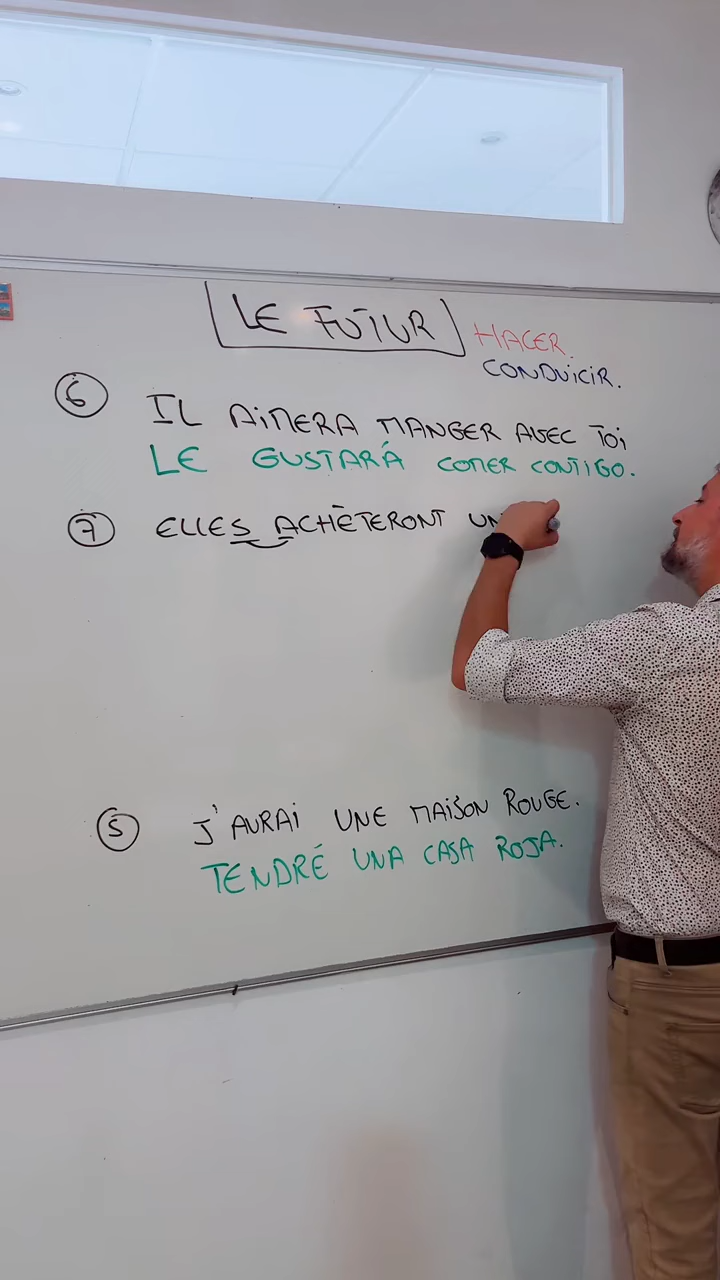 LE FUTUR
HACER.
CONDUICIR.
6 IL AIMERA MANGER AVEC TOI
LE GUSTARÁ COMER CONTIGO.
7 ELLES ACHÈTERONT UN
5 J'AURAI UNE MAISON ROUGE.
TENDRÉ UNA CASA ROJA.